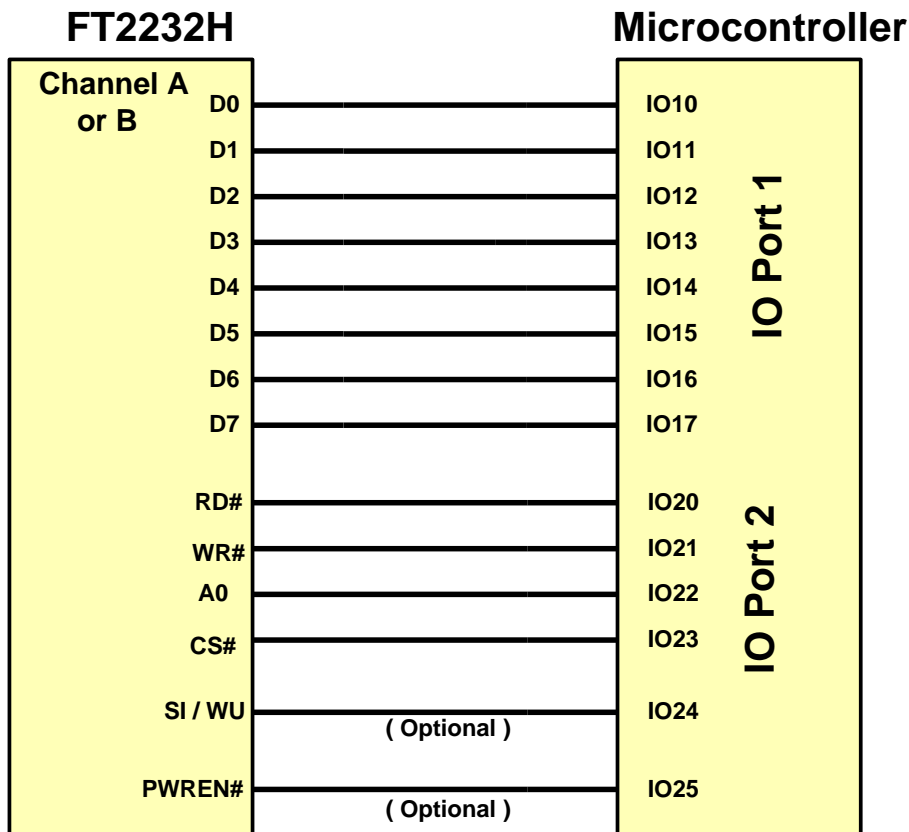 FT2232H
Microcontroller
Channel A
or B
D0
IO10
D1
IO11
D2
IO12
D3
IO13
D4
IO14
D5
IO15
D6
IO16
D7
IO17
IO Port 1
RD#
IO20
WR#
IO21
A0
IO22
CS#
IO23
IO Port 2
SI / WU
( Optional )
IO24
PWREN#
( Optional )
IO25